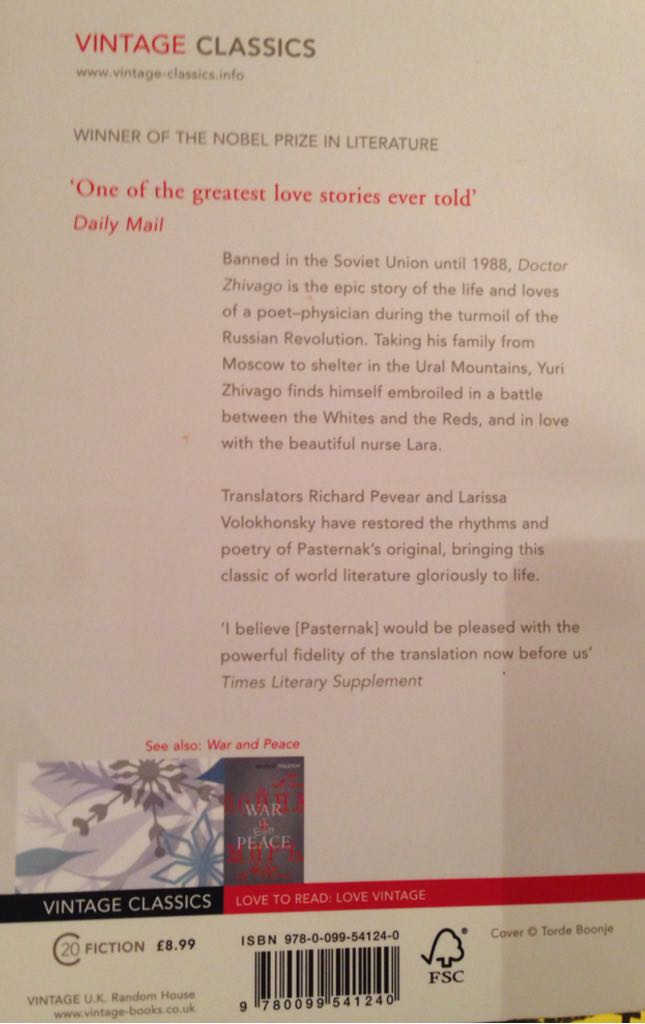 VINTAGE CLASSICS
www.vintage-classics.info
WINNER OF THE NOBEL PRIZE IN LITERATURE
'One of the greatest love stories ever told'
Daily Mail
Banned in the Soviet Union until 1988, Doctor
Zhivago is the epic story of the life and loves
of a poet–physician during the turmoil of the
Russian Revolution. Taking his family from
Moscow to shelter in the Ural Mountains, Yuri
Zhivago finds himself embroiled in a battle
between the Whites and the Reds, and in love
with the beautiful nurse Lara.
Translators Richard Pevear and Larissa
Volokhonsky have restored the rhythms and
poetry of Pasternak's original, bringing this
classic of world literature gloriously to life.
'I believe [Pasternak] would be pleased with the
powerful fidelity of the translation now before us'
Times Literary Supplement
See also: War and Peace
WAR
PEACE
VINTAGE CLASSICS
LOVE TO READ: LOVE VINTAGE
C20 FICTION £8.99
ISBN 978-0-099-54124-0
9 780099 541240
FSC
Cover © Torde Boonje
VINTAGE U.K. Random House
www.vintage-books.co.uk